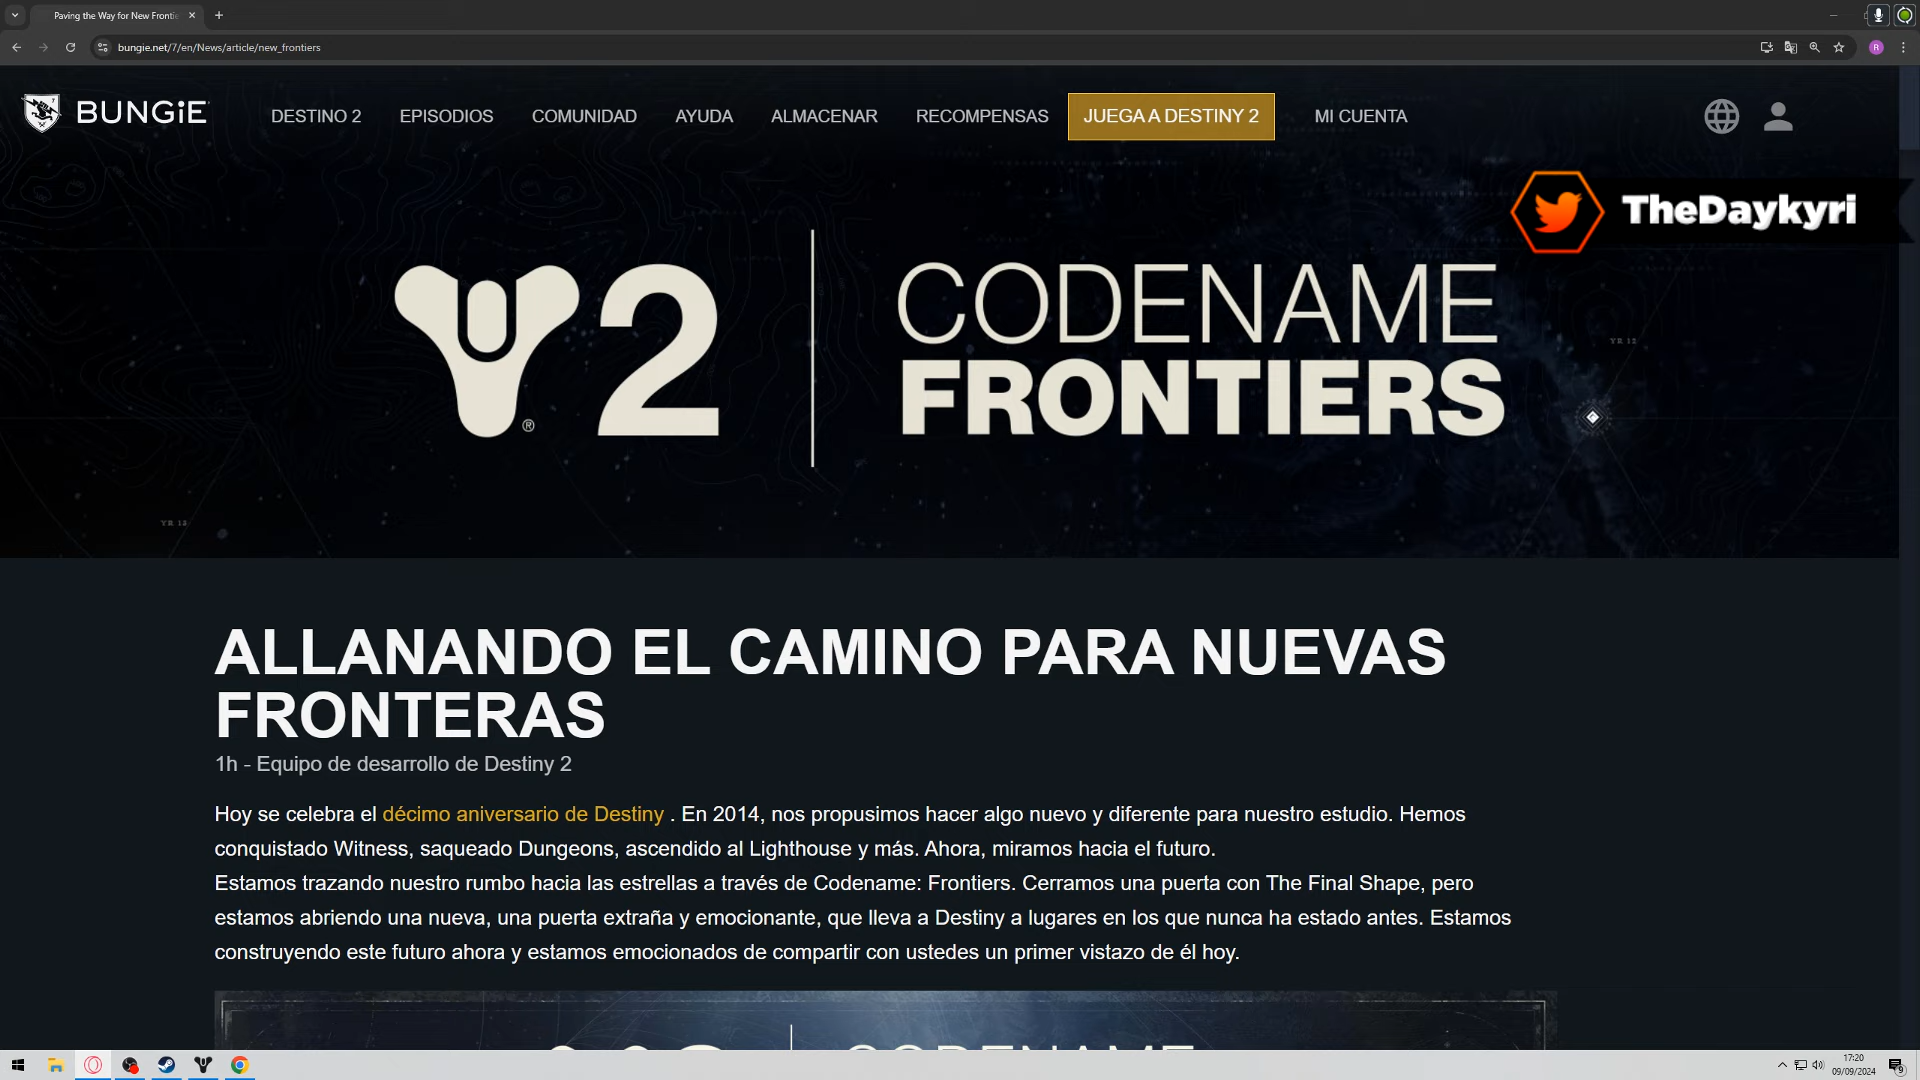 Paving the Way for New Frontie
bungie.net/7/en/News/article/new_frontiers
BUNGiE
DESTINO 2
EPISODIOS
COMUNIDAD
AYUDA
ALMACENAR
RECOMPENSAS
JUEGA A DESTINY 2
MI CUENTA
TheDaykyri
2
CODENAME
FRONTIERS
®
YR 12
YR 13
ALLANANDO EL CAMINO PARA NUEVAS
FRONTERAS
1h - Equipo de desarrollo de Destiny 2
Hoy se celebra el décimo aniversario de Destiny . En 2014, nos propusimos hacer algo nuevo y diferente para nuestro estudio. Hemos
conquistado Witness, saqueado Dungeons, ascendido al Lighthouse y más. Ahora, miramos hacia el futuro.
Estamos trazando nuestro rumbo hacia las estrellas a través de Codename: Frontiers. Cerramos una puerta con The Final Shape, pero
estamos abriendo una nueva, una puerta extraña y emocionante, que lleva a Destiny a lugares en los que nunca ha estado antes. Estamos
construyendo este futuro ahora y estamos emocionados de compartir con ustedes un primer vistazo de él hoy.
CODENAME
17:20
09/09/2024